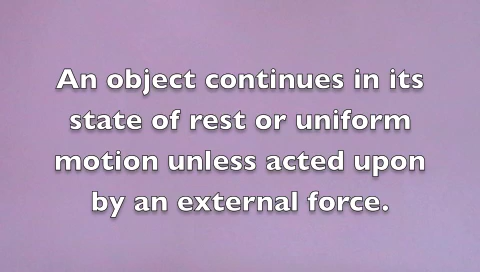 An object continues in its
state of rest or uniform
motion unless acted upon
by an external force.